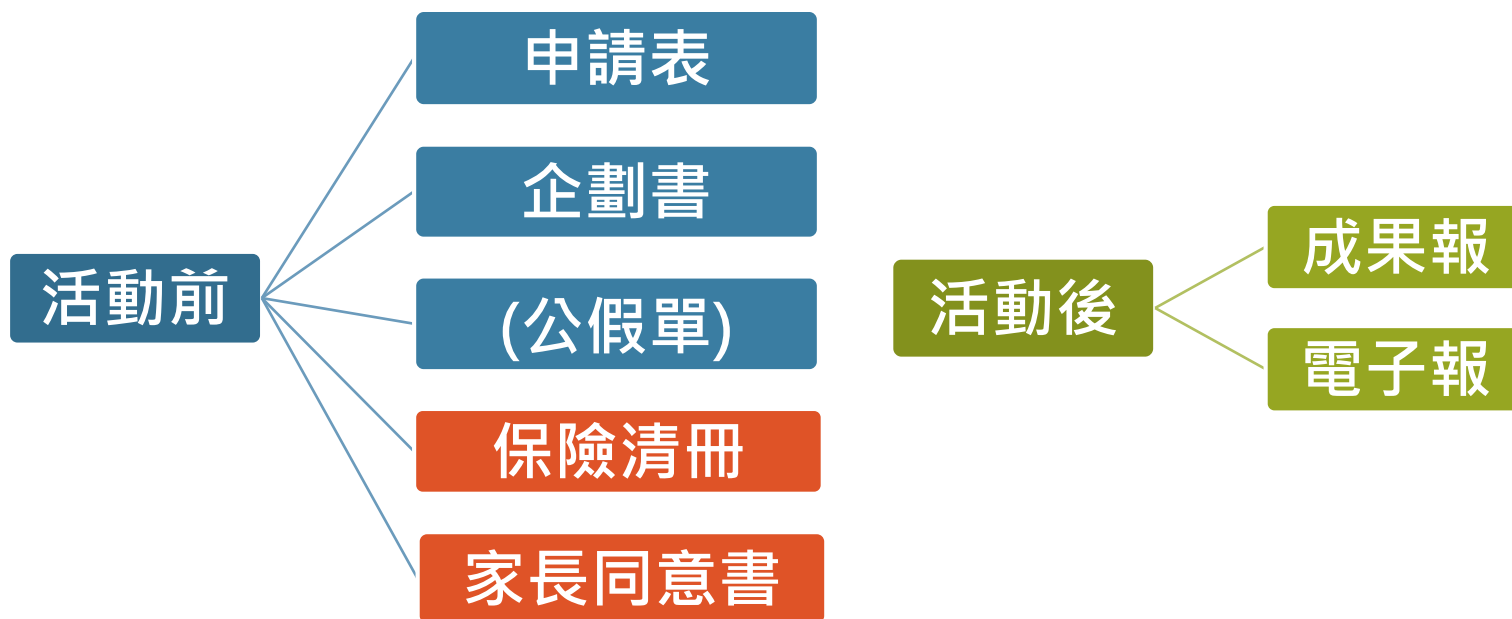 活動前
申請表
企劃書
(公假單)
保險清冊
家長同意書
活動後
成果報
電子報